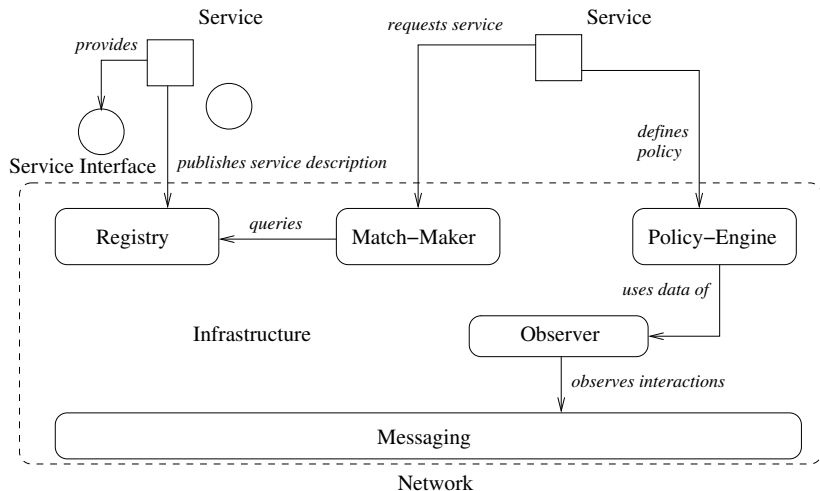 Service
Service
provides
requests service
defines
policy
Service Interface
publishes service description
Registry
queries
Match–Maker
Policy–Engine
uses data of
Infrastructure
Observer
observes interactions
Messaging
Network